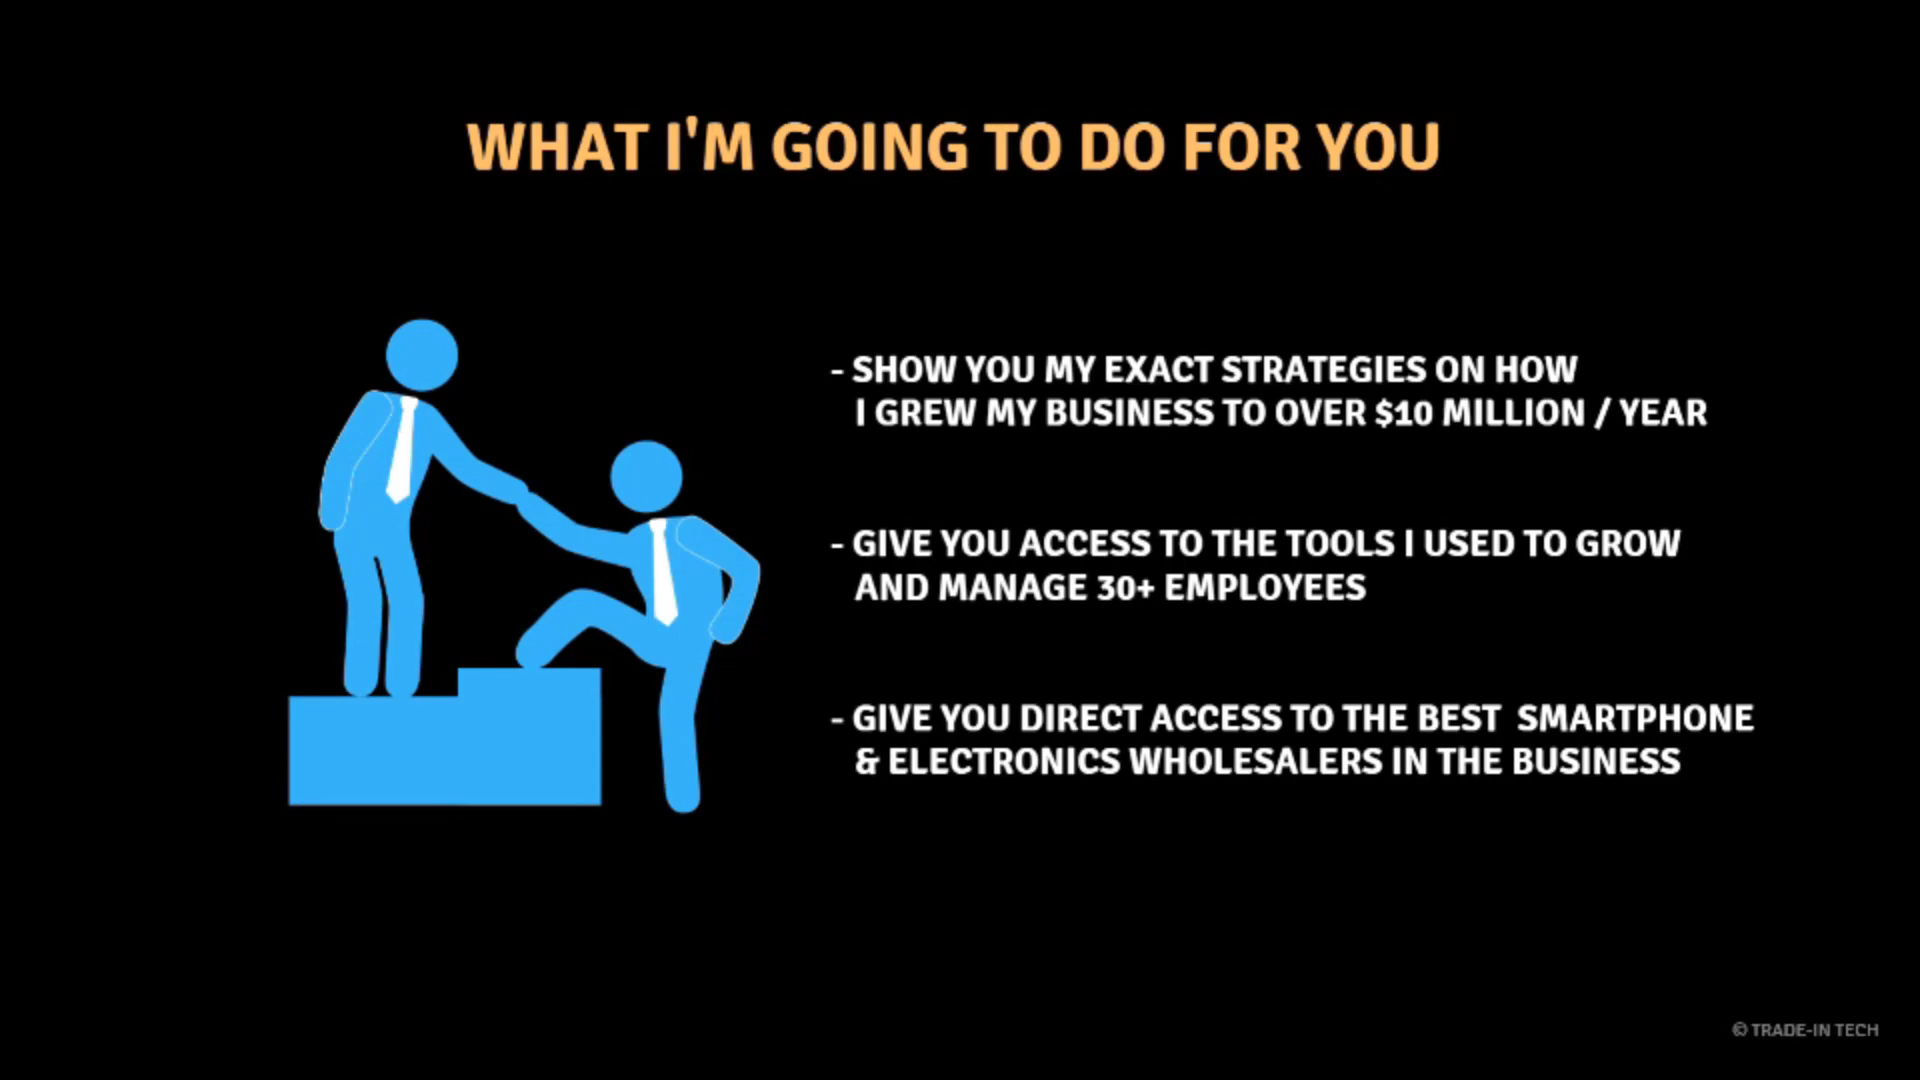 WHAT I'M GOING TO DO FOR YOU
- SHOW YOU MY EXACT STRATEGIES ON HOW
I GREW MY BUSINESS TO OVER $10 MILLION / YEAR
- GIVE YOU ACCESS TO THE TOOLS I USED TO GROW
AND MANAGE 30+ EMPLOYEES
- GIVE YOU DIRECT ACCESS TO THE BEST  SMARTPHONE
& ELECTRONICS WHOLESALERS IN THE BUSINESS
© TRADE-IN TECH